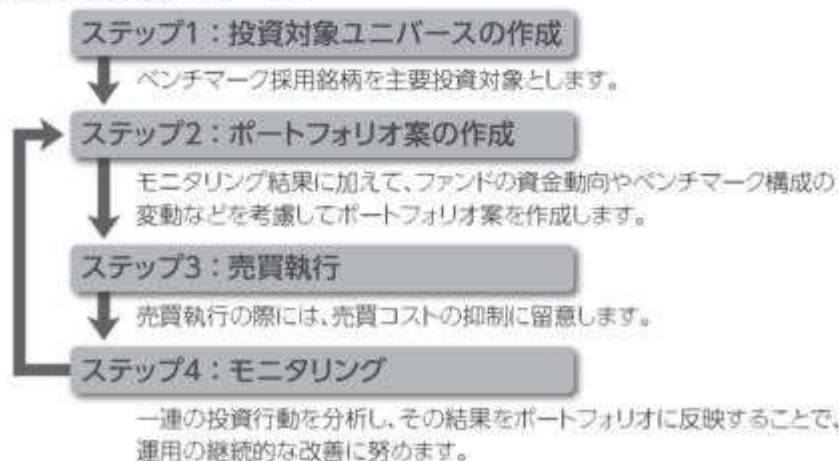 ステップ1：投資対象ユニバースの作成
ベンチマーク採用銘柄を主要投資対象とします。
ステップ2：ポートフォリオ案の作成
モニタリング結果に加えて、ファンドの資金動向やベンチマーク構成の
変動などを考慮してポートフォリオ案を作成します。
ステップ3：売買執行
売買執行の際には、売買コストの抑制に留意します。
ステップ4：モニタリング
一連の投資行動を分析し、その結果をポートフォリオに反映することで、
運用の継続的な改善に努めます。